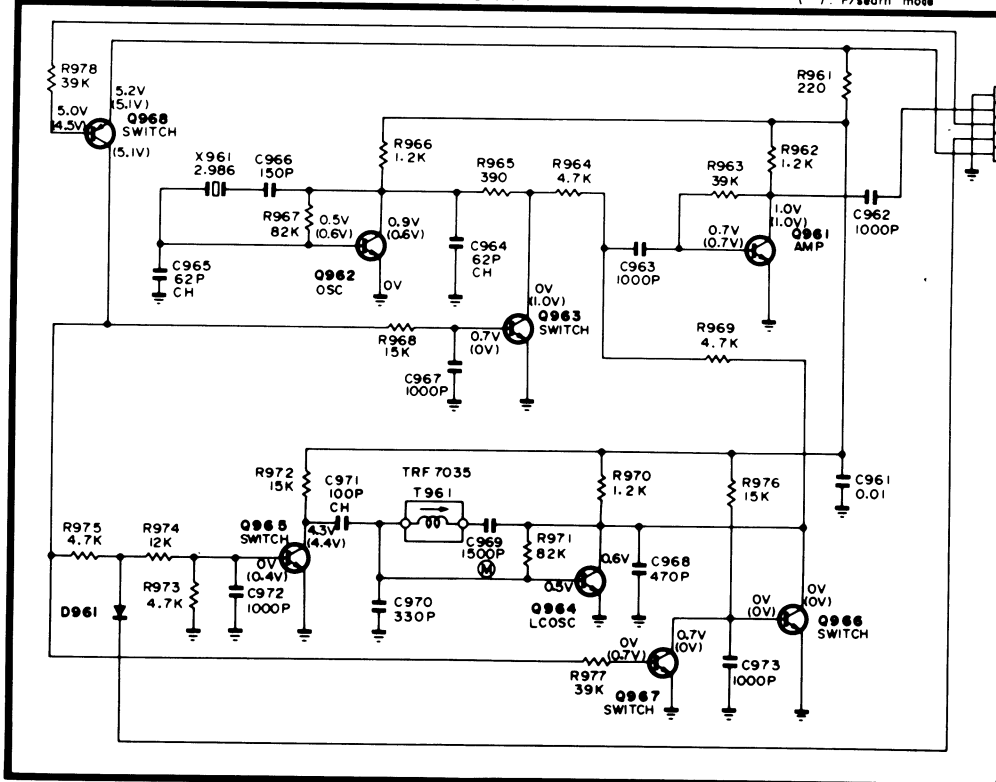 ( ): P/searh mode
R978
39K
5.2V
(5.1V)
5.0V
(4.5V)
Q968
SWITCH
(5.1V)
R961
220
X961
2.986
C966
150P
R966
1.2K
R965
390
R964
4.7K
R963
39K
R962
1.2K
R967
82K
0.5V
(0.6V)
0.9V
(0.6V)
C964
62P
CH
1.0V
(1.0V)
0.7V
(0.7V)
Q961
AMP
C962
1000P
C965
62P
CH
Q962
OSC
0V
C963
1000P
0V
(1.0V)
Q963
SWITCH
R968
15K
0.7V
(0V)
R969
4.7K
C967
1000P
R972
15K
C971
100P
CH
TRF 7035
T961
R970
1.2K
R976
15K
C961
0.01
R975
4.7K
R974
12K
Q965
SWITCH
4.3V
(4.4V)
C969
1500P
M
R971
82K
0V
(0.4V)
0.6V
C968
470P
R973
4.7K
C972
1000P
0.5V
D961
C970
330P
Q964
LCOSC
0V
(0V)
0V
(0V)
Q966
SWITCH
0V
(0.7V)
0.7V
(0V)
R977
39K
C973
1000P
Q967
SWITCH